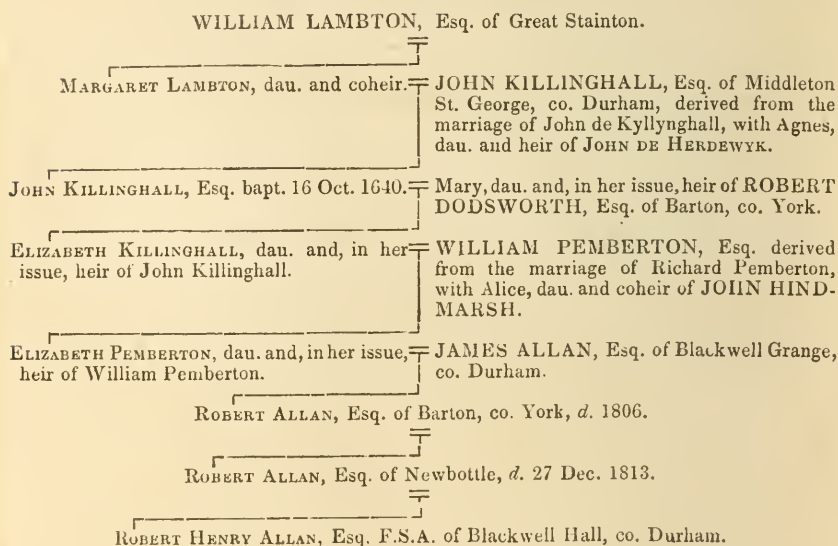 WILLIAM LAMBTON, Esq. of Great Stainton.
MARGARET LAMBTON, dau. and coheir.
JOHN KILLINGHALL, Esq. of Middleton
St. George, co. Durham, derived from the
marriage of John de Kyllynghall, with Agnes,
dau. and heir of JOHN DE HERDEWYK.
JOHN KILLINGHALL, Esq. bapt. 16 Oct. 1640.
Mary, dau. and, in her issue, heir of ROBERT
DODSWORTH, Esq. of Barton, co. York.
ELIZABETH KILLINGHALL, dau. and, in her
issue, heir of John Killinghall.
WILLIAM PEMBERTON, Esq. derived
from the marriage of Richard Pemberton,
with Alice, dau. and coheir of JOHN HIND-
MARSH.
ELIZABETH PEMBERTON, dau. and, in her issue,
heir of William Pemberton.
JAMES ALLAN, Esq. of Blackwell Grange,
co. Durham.
ROBERT ALLAN, Esq. of Barton, co. York, d. 1806.
ROBERT ALLAN, Esq. of Newbottle, d. 27 Dec. 1813.
ROBERT HENRY ALLAN, Esq. F.S.A. of Blackwell Hall, co. Durham.